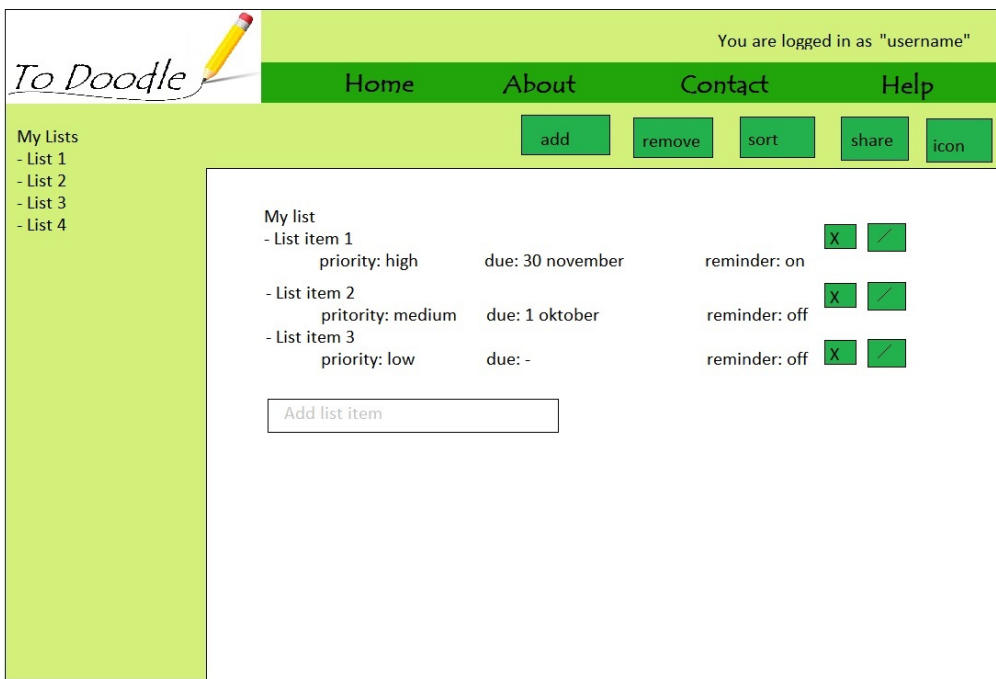 To Doodle
You are logged in as "username"
Home About Contact Help
add remove sort share icon
My Lists
- List 1
- List 2
- List 3
- List 4
My list
- List item 1 X /
priority: high due: 30 november reminder: on
- List item 2 X /
pritority: medium due: 1 oktober reminder: off
- List item 3 X /
priority: low due: - reminder: off
Add list item